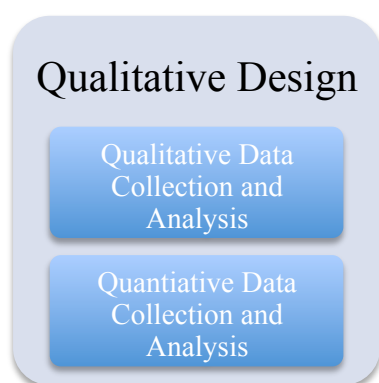 Qualitative Design
Qualitative Data
Collection and
Analysis
Quantiative Data
Collection and
Analysis